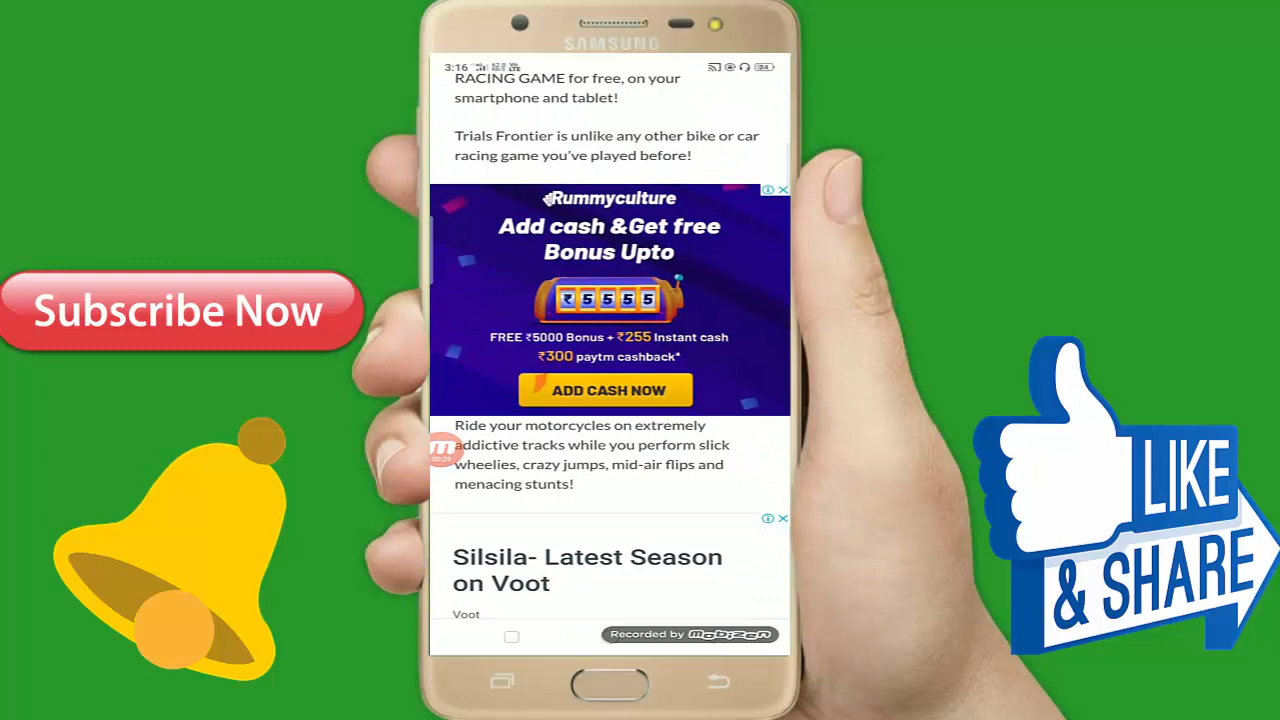 SAMSUNG
3:16
RACING GAME for free, on your
smartphone and tablet!
Trials Frontier is unlike any other bike or car
racing game you've played before!
Rummyculture
Add cash &Get free
Bonus Upto
₹ 5 5 5 5
FREE ₹5000 Bonus + ₹255 Instant cash
₹300 paytm cashback*
ADD CASH NOW
Ride your motorcycles on extremely
addictive tracks while you perform slick
wheelies, crazy jumps, mid-air flips and
menacing stunts!
Silsila- Latest Season
on Voot
Voot
Recorded by mobizen
Subscribe Now
LIKE
& SHARE